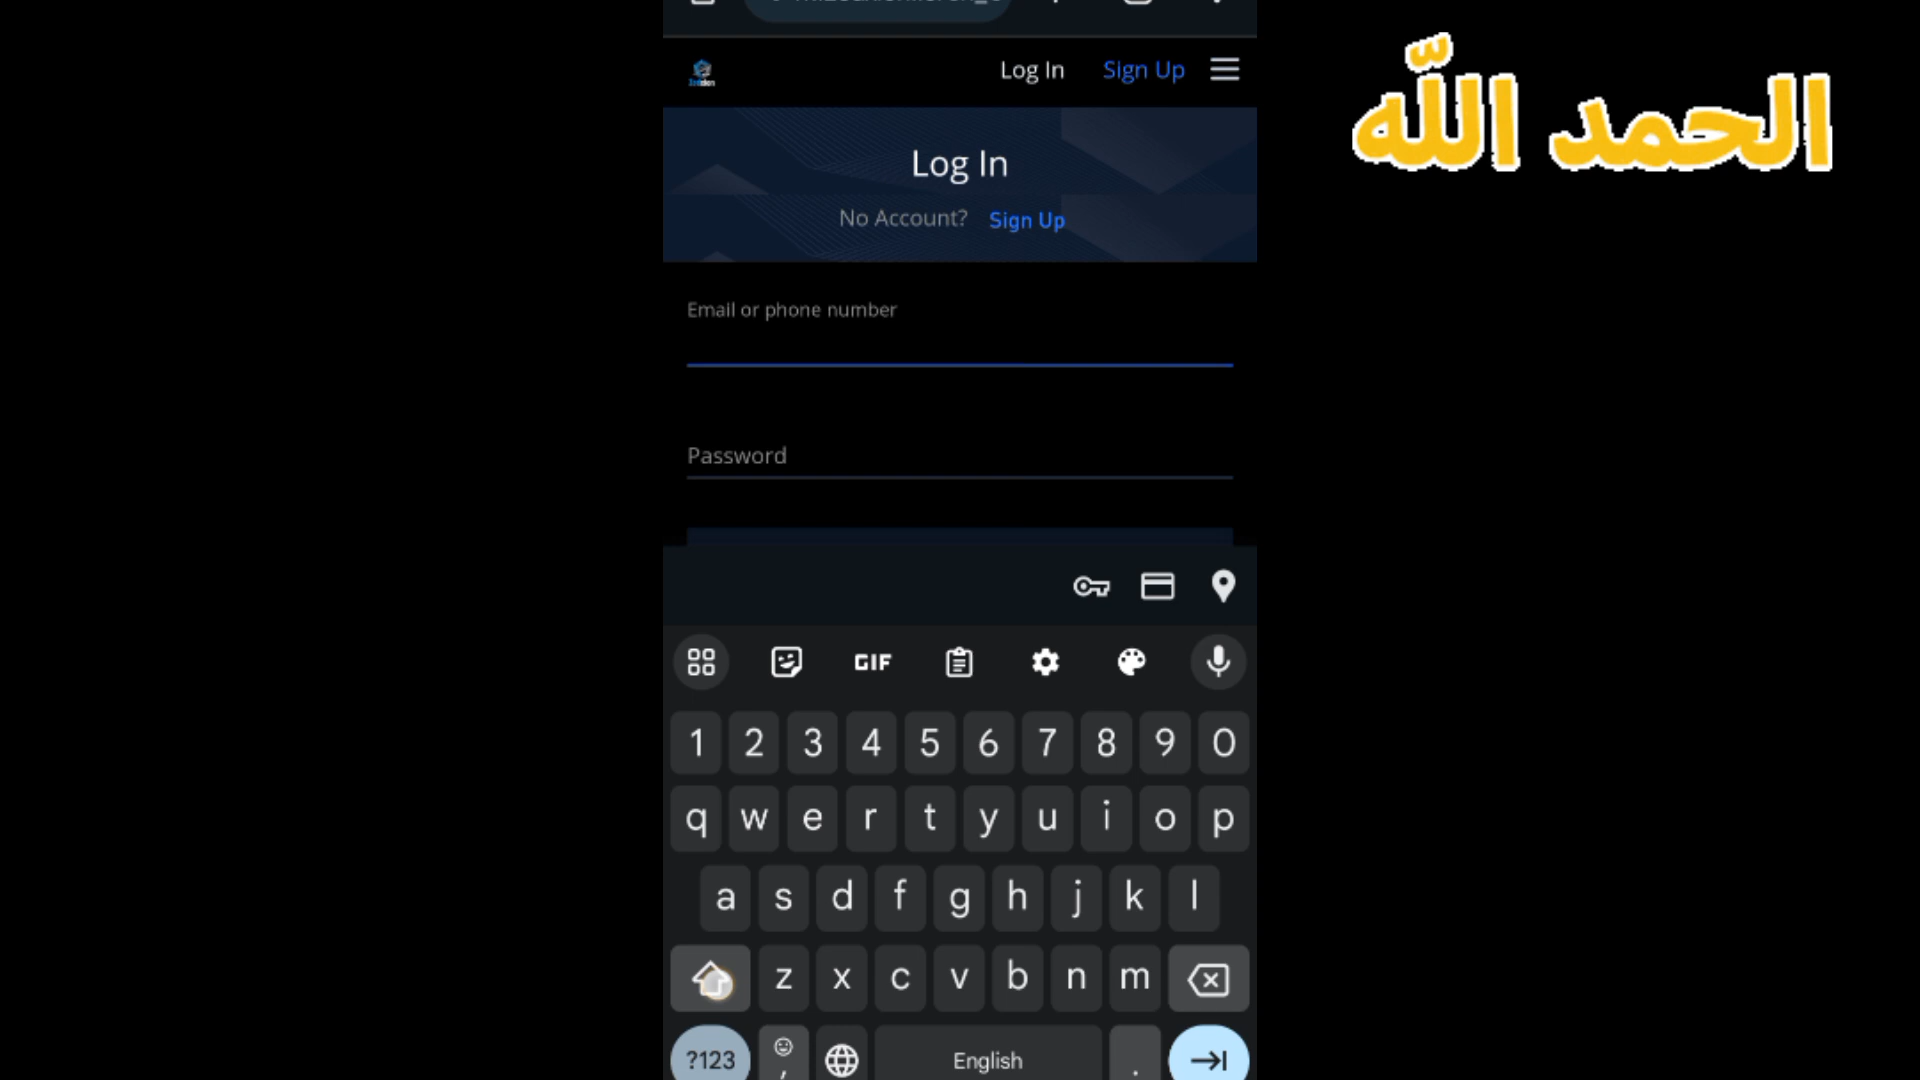 Log In
Sign Up
Log In
No Account? Sign Up
Email or phone number
Password
GIF
1 2 3 4 5 6 7 8 9 0
q w e r t y u i o p
a s d f g h j k l
z x c v b n m
?123 , English .
الحمد اللّه